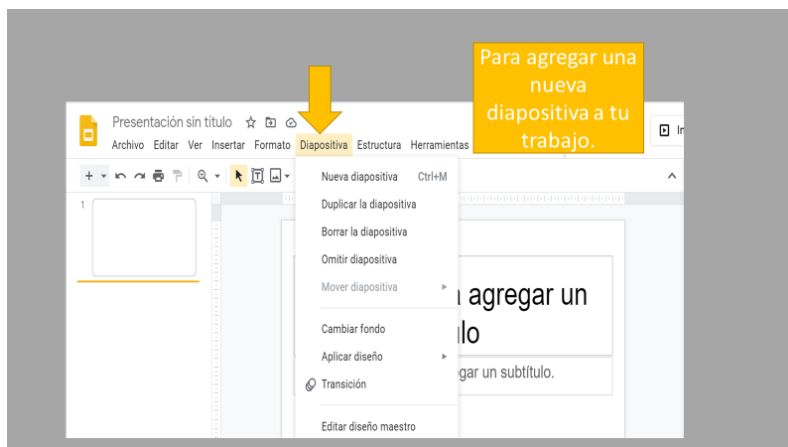 Para agregar una
nueva
diapositiva a tu
trabajo.
Presentación sin título
Archivo Editar Ver Insertar Formato Diapositiva Estructura Herramientas
Nueva diapositiva Ctrl+M
1
Duplicar la diapositiva
Borrar la diapositiva
Omitir diapositiva
Mover diapositiva
agregar un
Cambiar fondo
Aplicar diseño
un subtítulo.
Transición
Editar diseño maestro